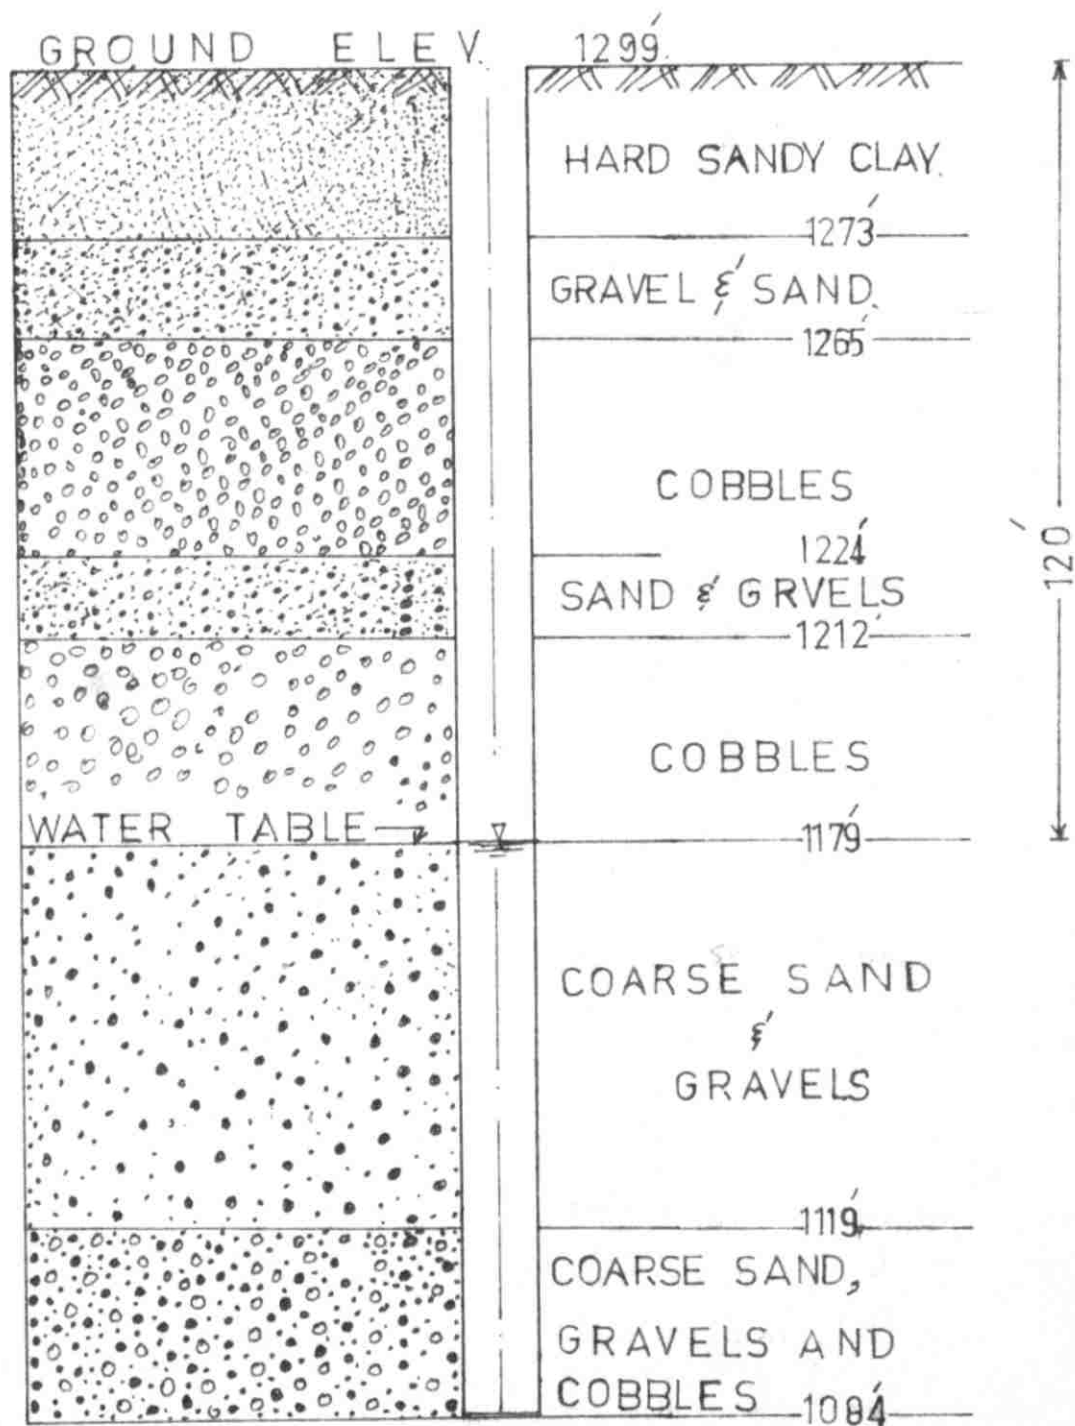 GROUND ELEV. 1299'
HARD SANDY CLAY.
1273'
GRAVEL & SAND.
1265'
COBBLES
1224'
SAND & GRVELS
1212'
COBBLES
120'
WATER TABLE
1179'
COARSE SAND
&
GRAVELS
1119'
COARSE SAND,
GRAVELS AND
COBBLES